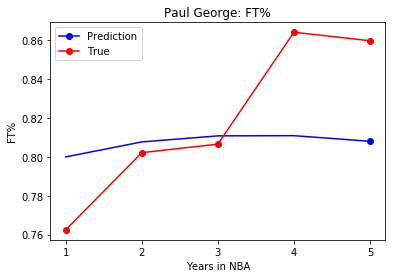 Paul George: FT%
Prediction
True
FT%
0.86
0.84
0.82
0.80
0.78
0.76
1 2 3 4 5
Years in NBA